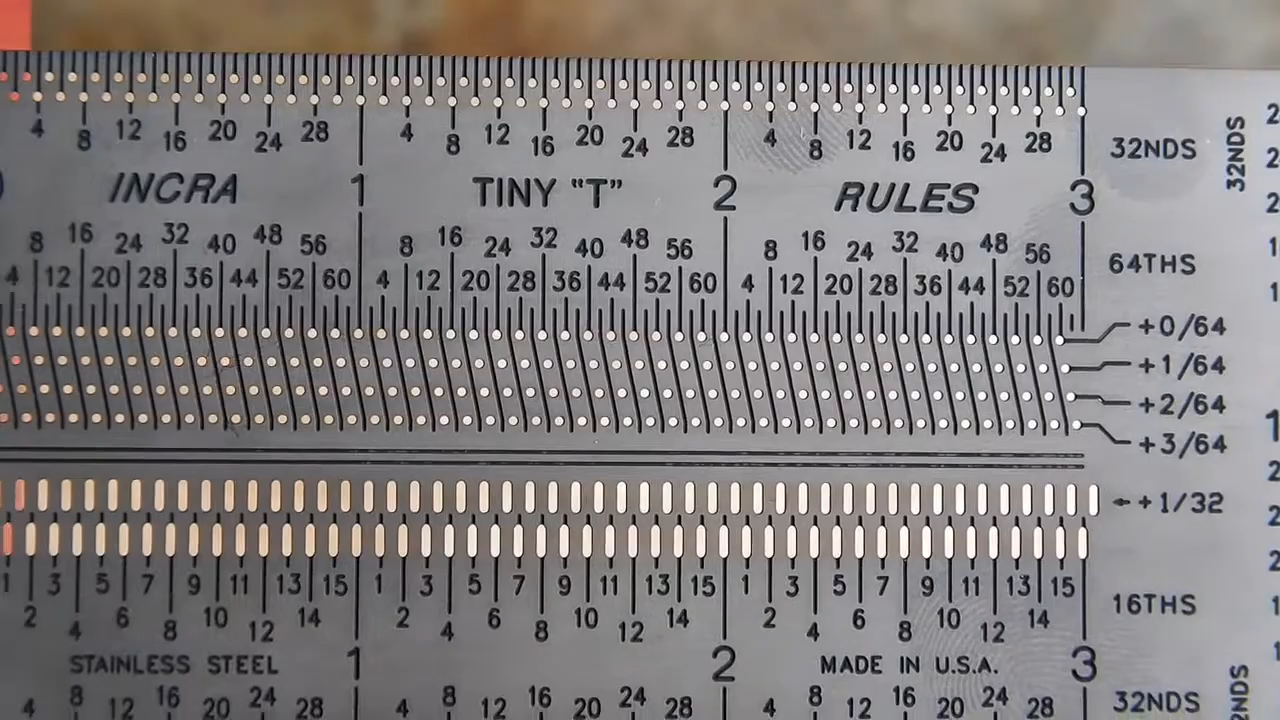 4 8 12 16 20 24 28 4 8 12 16 20 24 28 4 8 12 16 20 24 28 32NDS
INCRA 1 TINY "T" 2 RULES 3
8 16 24 32 40 48 56 8 16 24 32 40 48 56 8 16 24 32 40 48 56 64THS
4 12 20 28 36 44 52 60 4 12 20 28 36 44 52 60 4 12 20 28 36 44 52 60
+0/64
+1/64
+2/64
+3/64
+1/32
1 3 5 7 9 11 13 15 1 3 5 7 9 11 13 15 1 3 5 7 9 11 13 15
2 4 6 8 10 12 14 2 4 6 8 10 12 14 2 4 6 8 10 12 14 16THS
STAINLESS STEEL 1 2 MADE IN U.S.A. 3
4 8 12 16 20 24 28 4 8 12 16 20 24 28 4 8 12 16 20 24 28 32NDS
32NDS